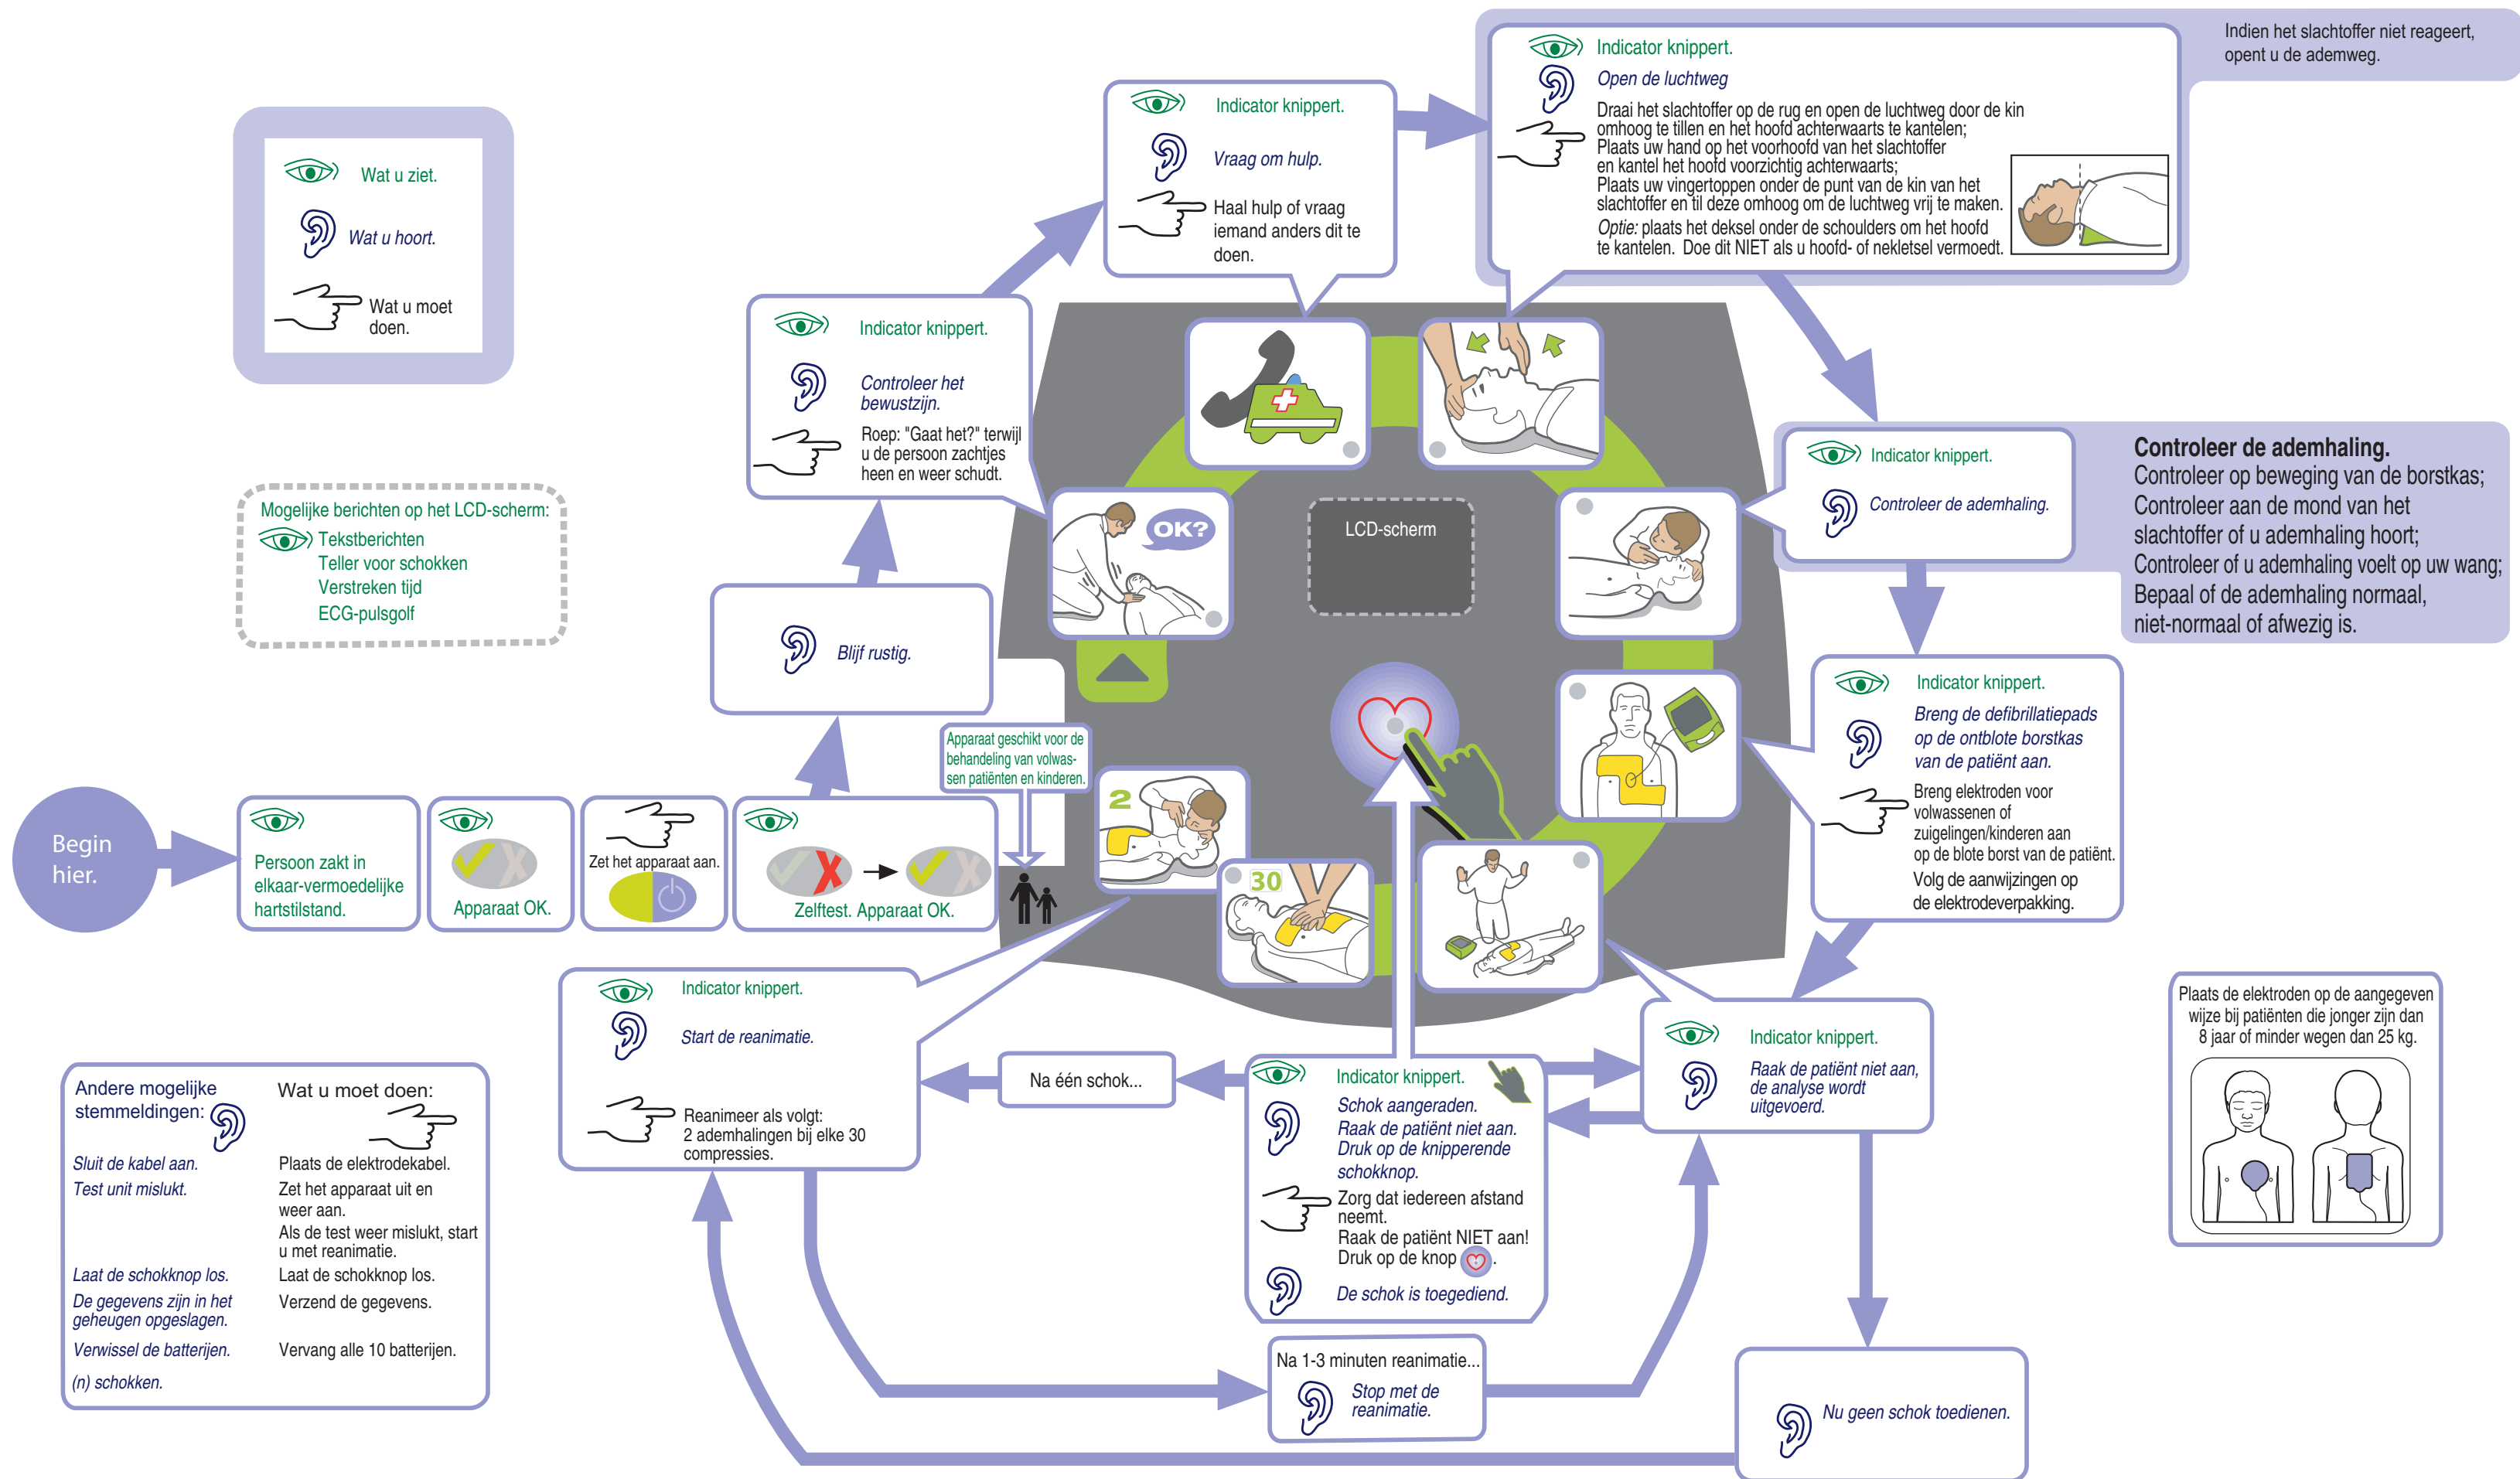 Indien het slachtoffer niet reageert,
opent u de ademweg.
Indicator knippert.
Open de luchtweg
Draai het slachtoffer op de rug en open de luchtweg door de kin
omhoog te tillen en het hoofd achterwaarts te kantelen;
Plaats uw hand op het voorhoofd van het slachtoffer
en kantel het hoofd voorzichtig achterwaarts;
Plaats uw vingertoppen onder de punt van de kin van het
slachtoffer en til deze omhoog om de luchtweg vrij te maken.
Optie: plaats het deksel onder de schoulders om het hoofd
te kantelen. Doe dit NIET als u hoofd- of nekletsel vermoedt.
Indicator knippert.
Vraag om hulp.
Haal hulp of vraag
iemand anders dit te
doen.
Wat u ziet.
Wat u hoort.
Wat u moet
doen.
Indicator knippert.
Controleer het
bewustzijn.
Roep: "Gaat het?" terwijl
u de persoon zachtjes
heen en weer schudt.
Indicator knippert.
Controleer de ademhaling.
Controleer de ademhaling.
Controleer op beweging van de borstkas;
Controleer aan de mond van het
slachtoffer of u ademhaling hoort;
Controleer of u ademhaling voelt op uw wang;
Bepaal of de ademhaling normaal,
niet-normaal of afwezig is.
Mogelijke berichten op het LCD-scherm:
Tekstberichten
Teller voor schokken
Verstreken tijd
ECG-pulsgolf
OK?
LCD-scherm
Blijf rustig.
Indicator knippert.
Breng de defibrillatiepads
op de ontblote borstkas
van de patiënt aan.
Breng elektroden voor
volwassenen of
zuigelingen/kinderen aan
op de blote borst van de patiënt.
Volg de aanwijzingen op
de elektrodeverpakking.
Apparaat geschikt voor de
behandeling van volwas-
sen patiënten en kinderen.
Begin
hier.
Persoon zakt in
elkaar-vermoedelijke
hartstilstand.
Apparaat OK.
Zet het apparaat aan.
Zelftest. Apparaat OK.
2
30
Indicator knippert.
Start de reanimatie.
Reanimeer als volgt:
2 ademhalingen bij elke 30
compressies.
Na één schok...
Indicator knippert.
Schok aangeraden.
Raak de patiënt niet aan.
Druk op de knipperende
schokknop.
Zorg dat iedereen afstand
neemt.
Raak de patiënt NIET aan!
Druk op de knop .
De schok is toegediend.
Indicator knippert.
Raak de patiënt niet aan,
de analyse wordt
uitgevoerd.
Plaats de elektroden op de aangegeven
wijze bij patiënten die jonger zijn dan
8 jaar of minder wegen dan 25 kg.
Andere mogelijke
stemmeldingen:
Wat u moet doen:
Sluit de kabel aan.
Plaats de elektrodekabel.
Test unit mislukt.
Zet het apparaat uit en
weer aan.
Als de test weer mislukt, start
u met reanimatie.
Laat de schokknop los.
Laat de schokknop los.
De gegevens zijn in het
geheugen opgeslagen.
Verzend de gegevens.
Verwissel de batterijen.
Vervang alle 10 batterijen.
(n) schokken.
Na 1-3 minuten reanimatie...
Stop met de
reanimatie.
Nu geen schok toedienen.